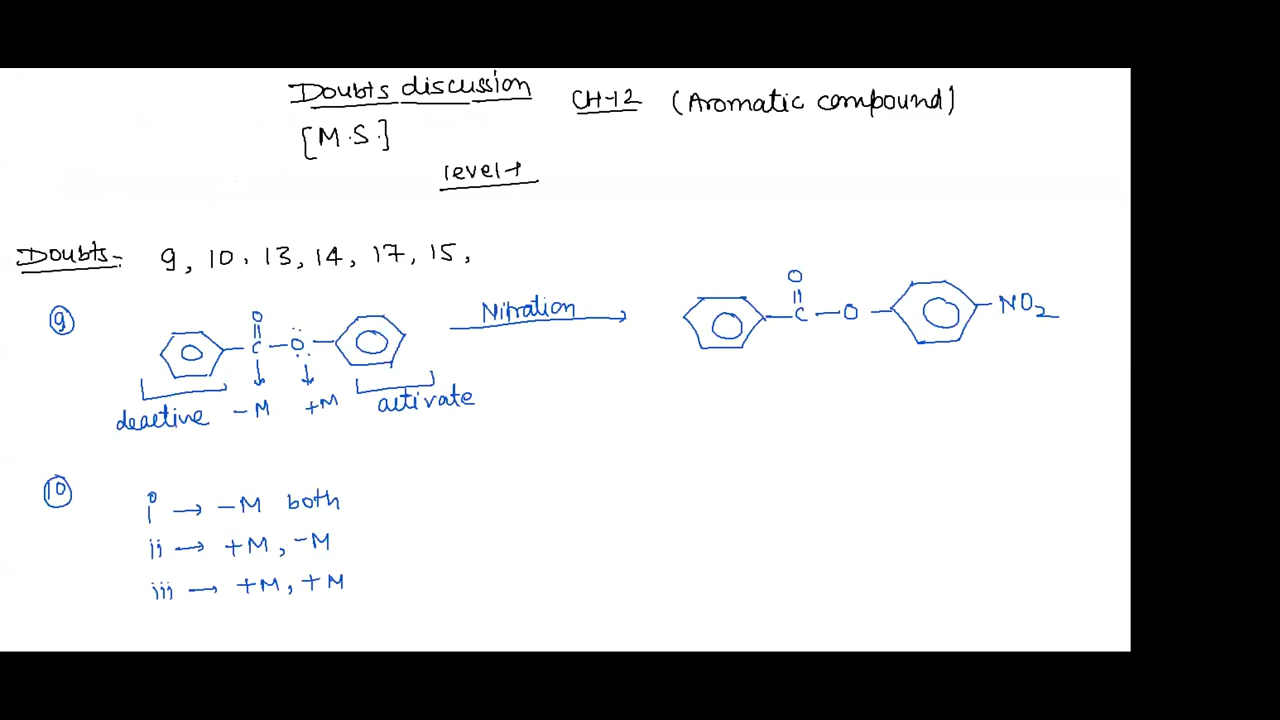 Doubts discussion CH-12 (Aromatic compound)
[M.S.]
level-1
Doubts:- 9, 10, 13, 14, 17, 15,
9 O C O Nitration O C O NO2
deactive -M +M activate
10 i → -M both
ii → +M, -M
iii → +M, +M